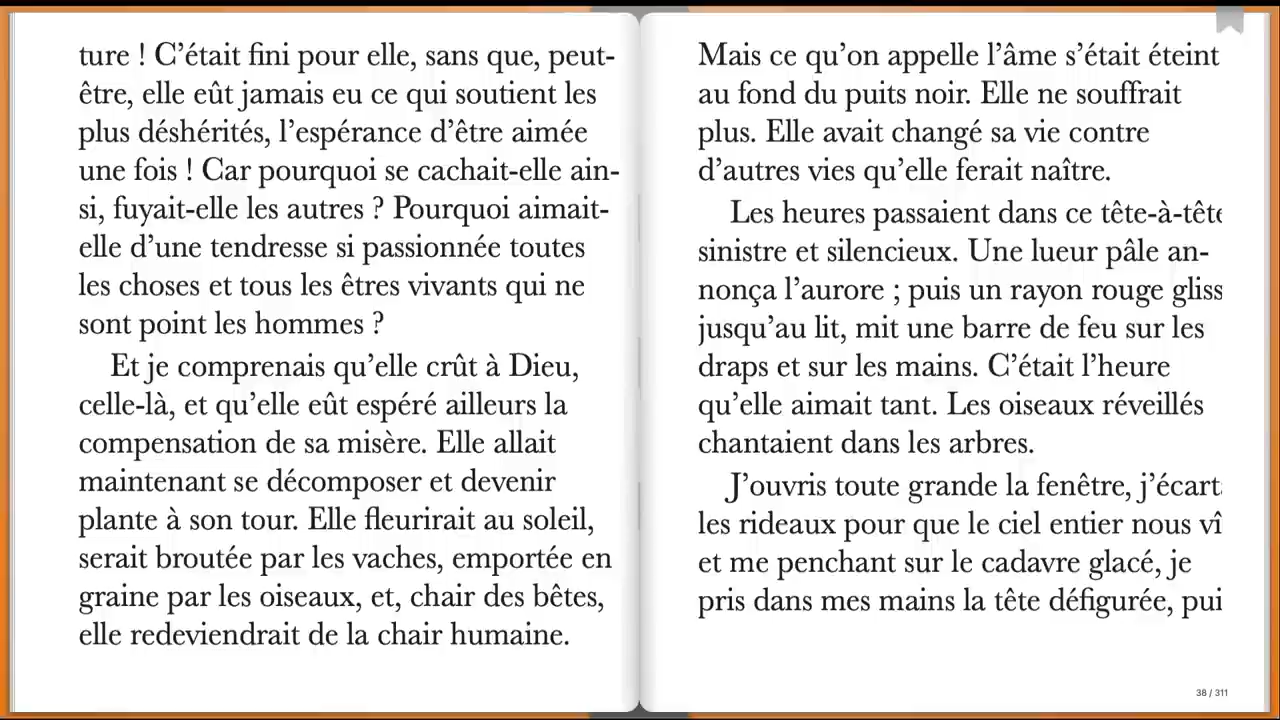 ture ! C’était fini pour elle, sans que, peut-
être, elle eût jamais eu ce qui soutient les
plus déshérités, l’espérance d’être aimée
une fois ! Car pourquoi se cachait-elle ain-
si, fuyait-elle les autres ? Pourquoi aimait-
elle d’une tendresse si passionnée toutes
les choses et tous les êtres vivants qui ne
sont point les hommes ?
Et je comprenais qu’elle crût à Dieu,
celle-là, et qu’elle eût espéré ailleurs la
compensation de sa misère. Elle allait
maintenant se décomposer et devenir
plante à son tour. Elle fleurirait au soleil,
serait broutée par les vaches, emportée en
graine par les oiseaux, et, chair des bêtes,
elle redeviendrait de la chair humaine.
Mais ce qu’on appelle l’âme s’était éteint
au fond du puits noir. Elle ne souffrait
plus. Elle avait changé sa vie contre
d’autres vies qu’elle ferait naître.
Les heures passaient dans ce tête-à-tête
sinistre et silencieux. Une lueur pâle an-
nonça l’aurore ; puis un rayon rouge gliss
jusqu’au lit, mit une barre de feu sur les
draps et sur les mains. C’était l’heure
qu’elle aimait tant. Les oiseaux réveillés
chantaient dans les arbres.
J’ouvris toute grande la fenêtre, j’écart
les rideaux pour que le ciel entier nous vî
et me penchant sur le cadavre glacé, je
pris dans mes mains la tête défigurée, pui
38 / 311